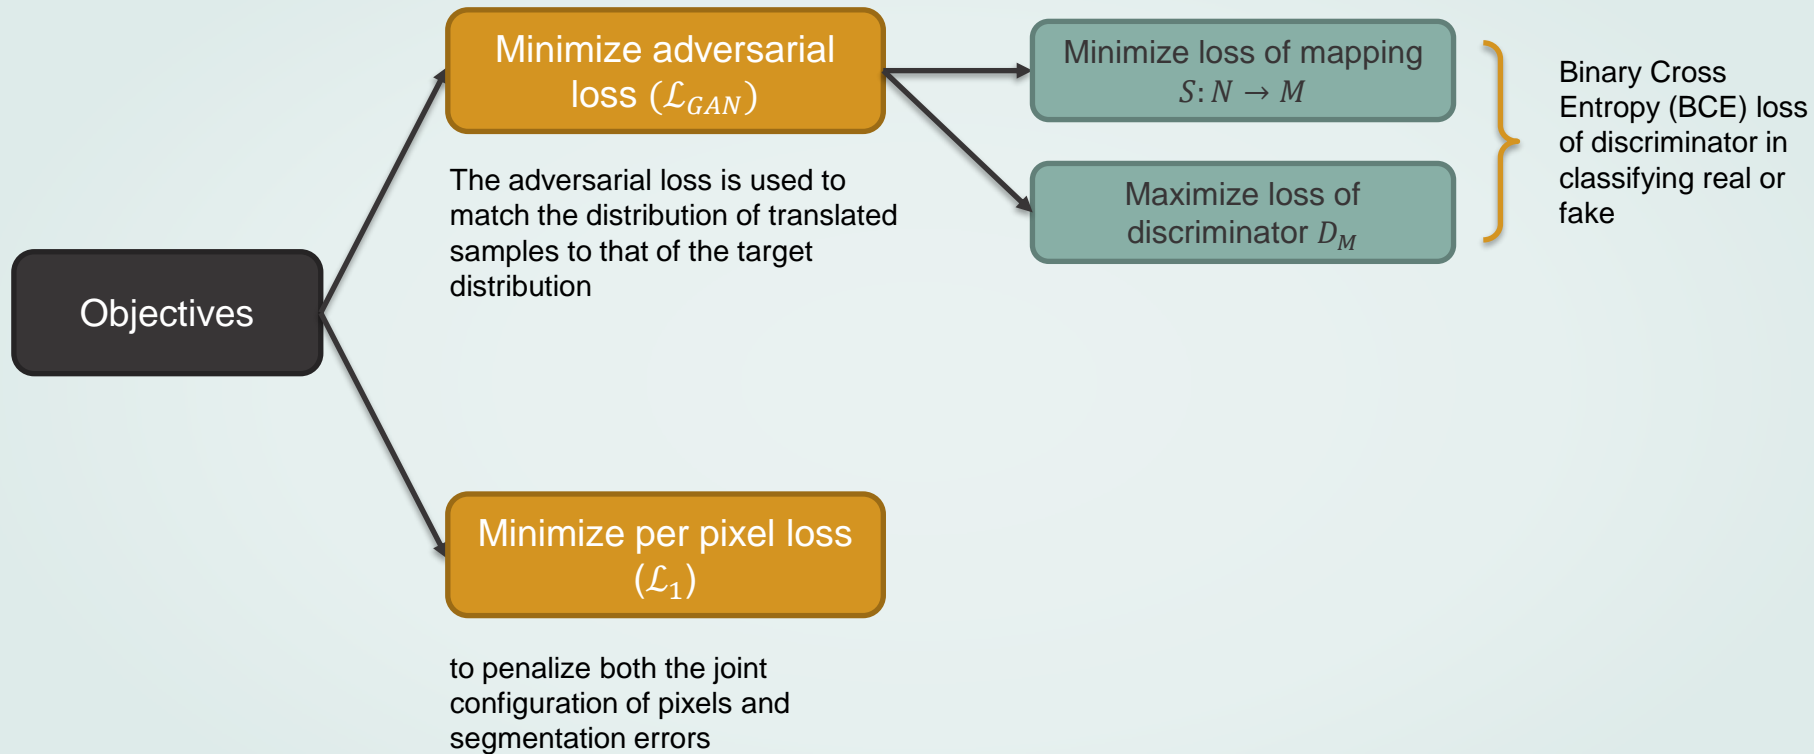 Objectives
Minimize adversarial
loss (ℒ_GAN)
The adversarial loss is used to
match the distribution of translated
samples to that of the target
distribution
Minimize loss of mapping
S: N → M
Maximize loss of
discriminator D_M
Binary Cross
Entropy (BCE) loss
of discriminator in
classifying real or
fake
Minimize per pixel loss
(ℒ_1)
to penalize both the joint
configuration of pixels and
segmentation errors